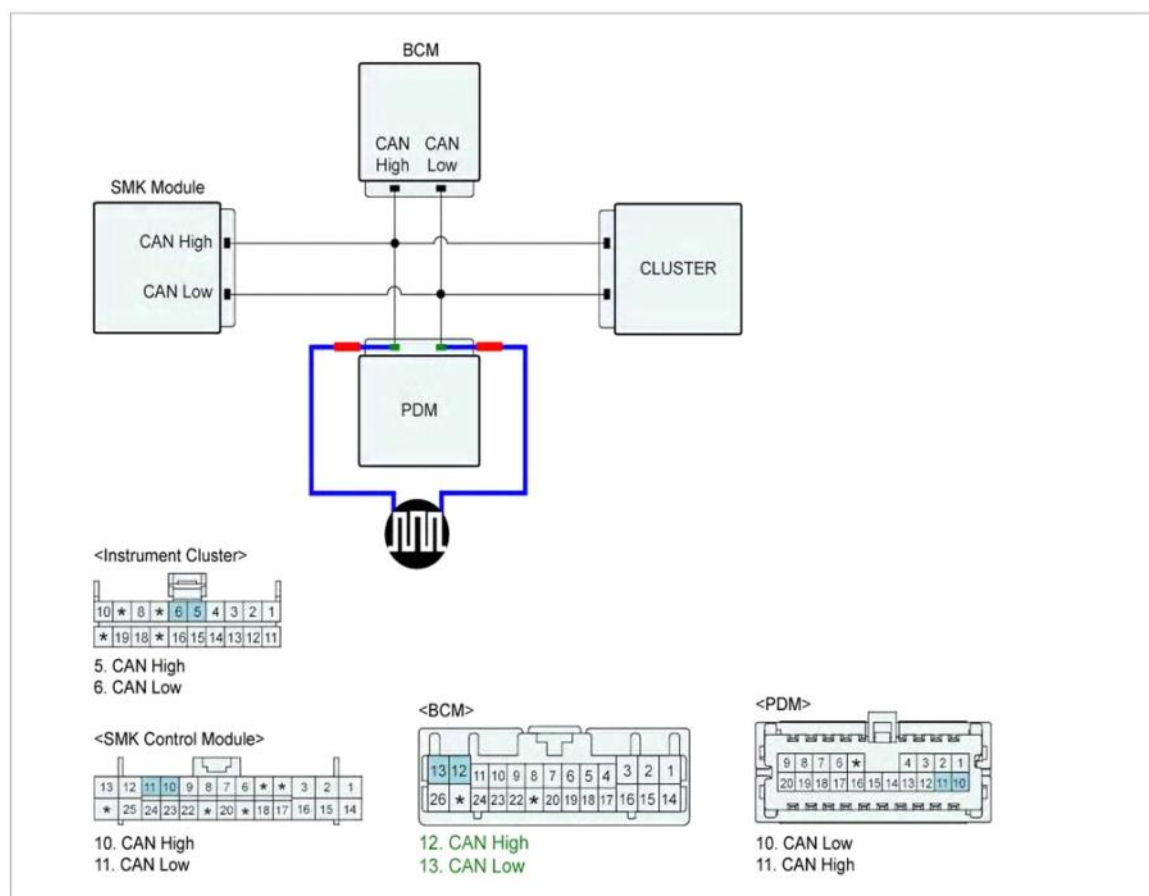 BCM
CAN CAN
High Low
SMK Module
CAN High
CAN Low
CLUSTER
PDM
<Instrument Cluster>
10 * 8 * 6 5 4 3 2 1
* 19 18 * 16 15 14 13 12 11
5. CAN High
6. CAN Low
<SMK Control Module>
13 12 11 10 9 8 7 6 * * 3 2 1
* 25 24 23 22 * 20 * 18 17 16 15 14
10. CAN High
11. CAN Low
<BCM>
13 12 11 10 9 8 7 6 5 4 3 2 1
26 * 24 23 22 * 20 19 18 17 16 15 14
12. CAN High
13. CAN Low
<PDM>
9 8 7 6 * 4 3 2 1
20 19 18 17 16 15 14 13 12 11 10
10. CAN Low
11. CAN High